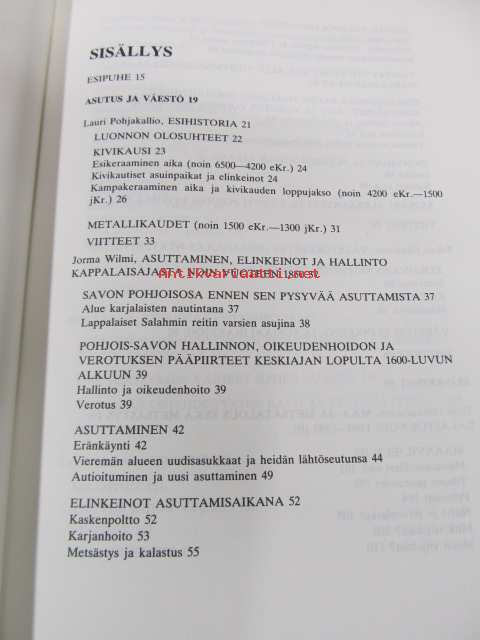 SISÄLLYS
ESIPUHE 15
ASUTUS JA VÄESTÖ 19
Lauri Pohjakallio, ESIHISTORIA 21
LUONNON OLOSUHTEET 22
KIVIKAUSI 23
Esikeraaminen aika (noin 6500—4200 eKr.) 24
Kivikautiset asuinpaikat ja elinkeinot 24
Kampakeraaminen aika ja kivikauden loppujakso (noin 4200 eKr.—1500
jKr.) 26
METALLIKAUDET (noin 1500 eKr.—1300 jKr.) 31
VIITTEET 33
Jorma Wilmi, ASUTTAMINEN, ELINKEINOT JA HALLINTO
KAPPALAISAJASTA NOIN VUOTEEN
SAVON POHJOISOSA ENNEN SEN PYSYVÄÄ ASUTTAMISTA 37
Alue karjalaisten nautintana 37
Lappalaiset Salahmin reitin varsien asujina 38
POHJOIS-SAVON HALLINNON, OIKEUDENHOIDON JA
VEROTUKSEN PÄÄPIIRTEET KESKIAJAN LOPULTA 1600-LUVUN
ALKUUN 39
Hallinto ja oikeudenhoito 39
Verotus 39
ASUTTAMINEN 42
Eränkäynti 42
Vieremän alueen uudisasukkaat ja heidän lähtöseutunsa 44
Autioituminen ja uusi asuttaminen 49
ELINKEINOT ASUTTAMISAIKANA 52
Kaskenpoltto 52
Karjanhoito 52
Metsästys ja kalastus 55